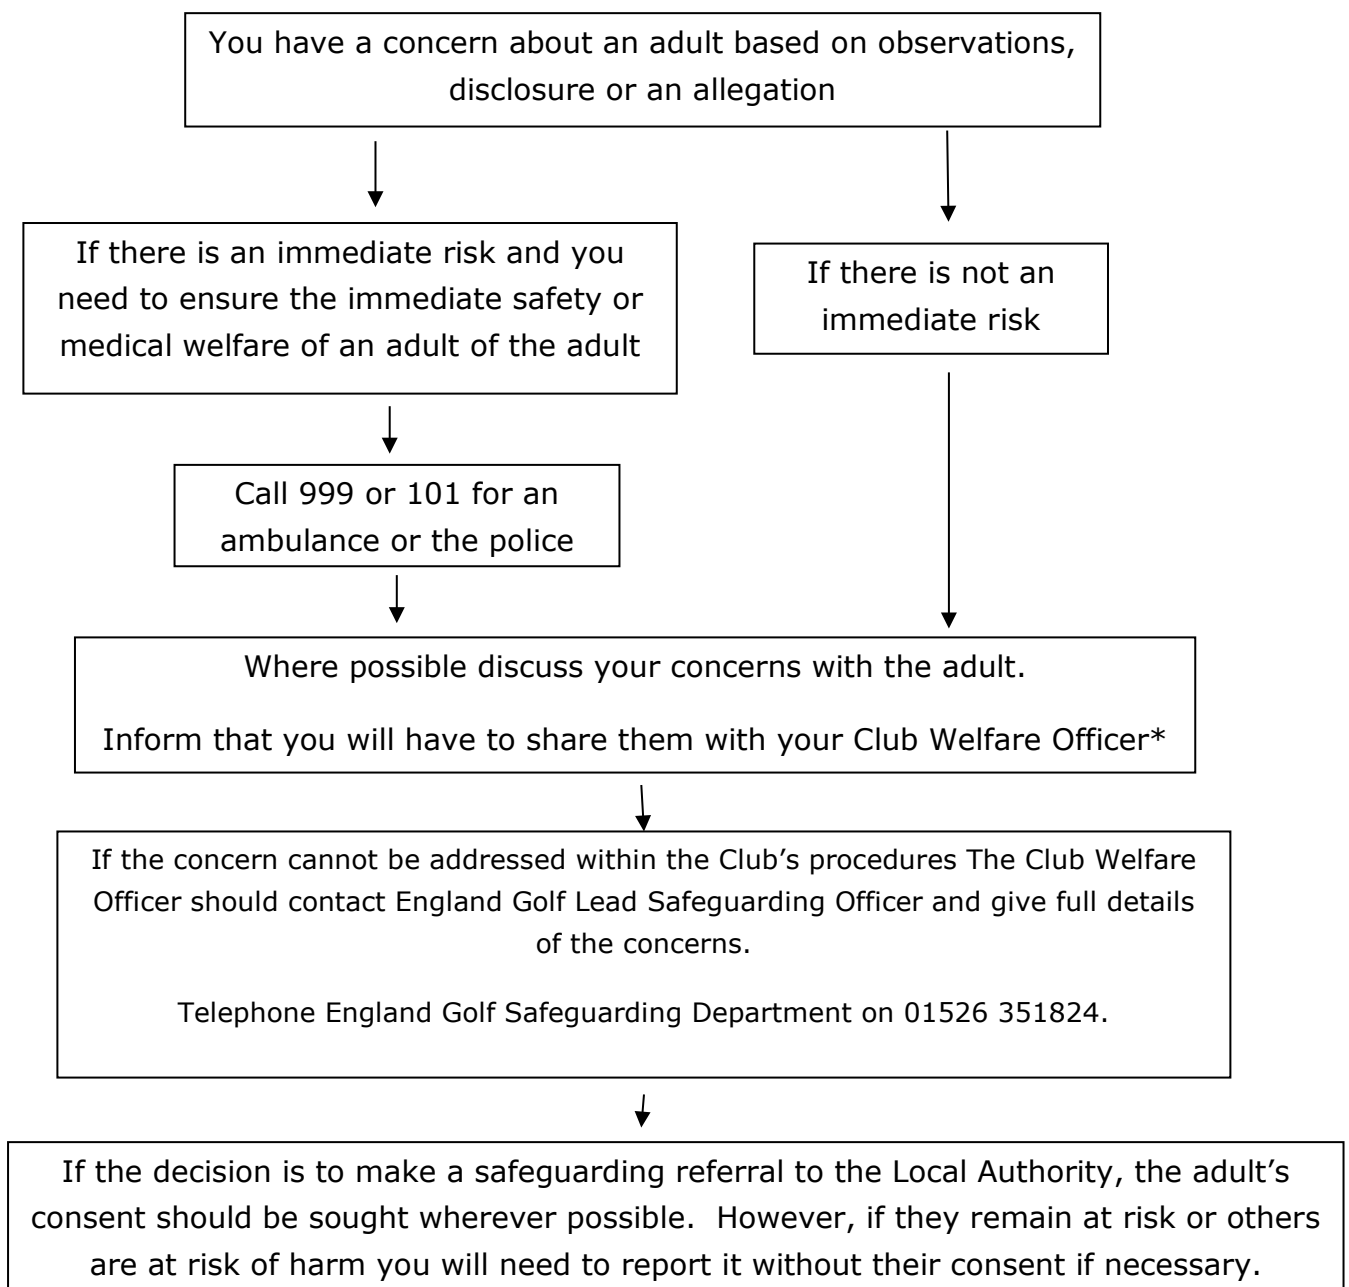 You have a concern about an adult based on observations,
disclosure or an allegation
If there is an immediate risk and you
need to ensure the immediate safety or
medical welfare of an adult of the adult
If there is not an
immediate risk
Call 999 or 101 for an
ambulance or the police
Where possible discuss your concerns with the adult.
Inform that you will have to share them with your Club Welfare Officer*
If the concern cannot be addressed within the Club’s procedures The Club Welfare
Officer should contact England Golf Lead Safeguarding Officer and give full details
of the concerns.
Telephone England Golf Safeguarding Department on 01526 351824.
If the decision is to make a safeguarding referral to the Local Authority, the adult’s
consent should be sought wherever possible.  However, if they remain at risk or others
are at risk of harm you will need to report it without their consent if necessary.